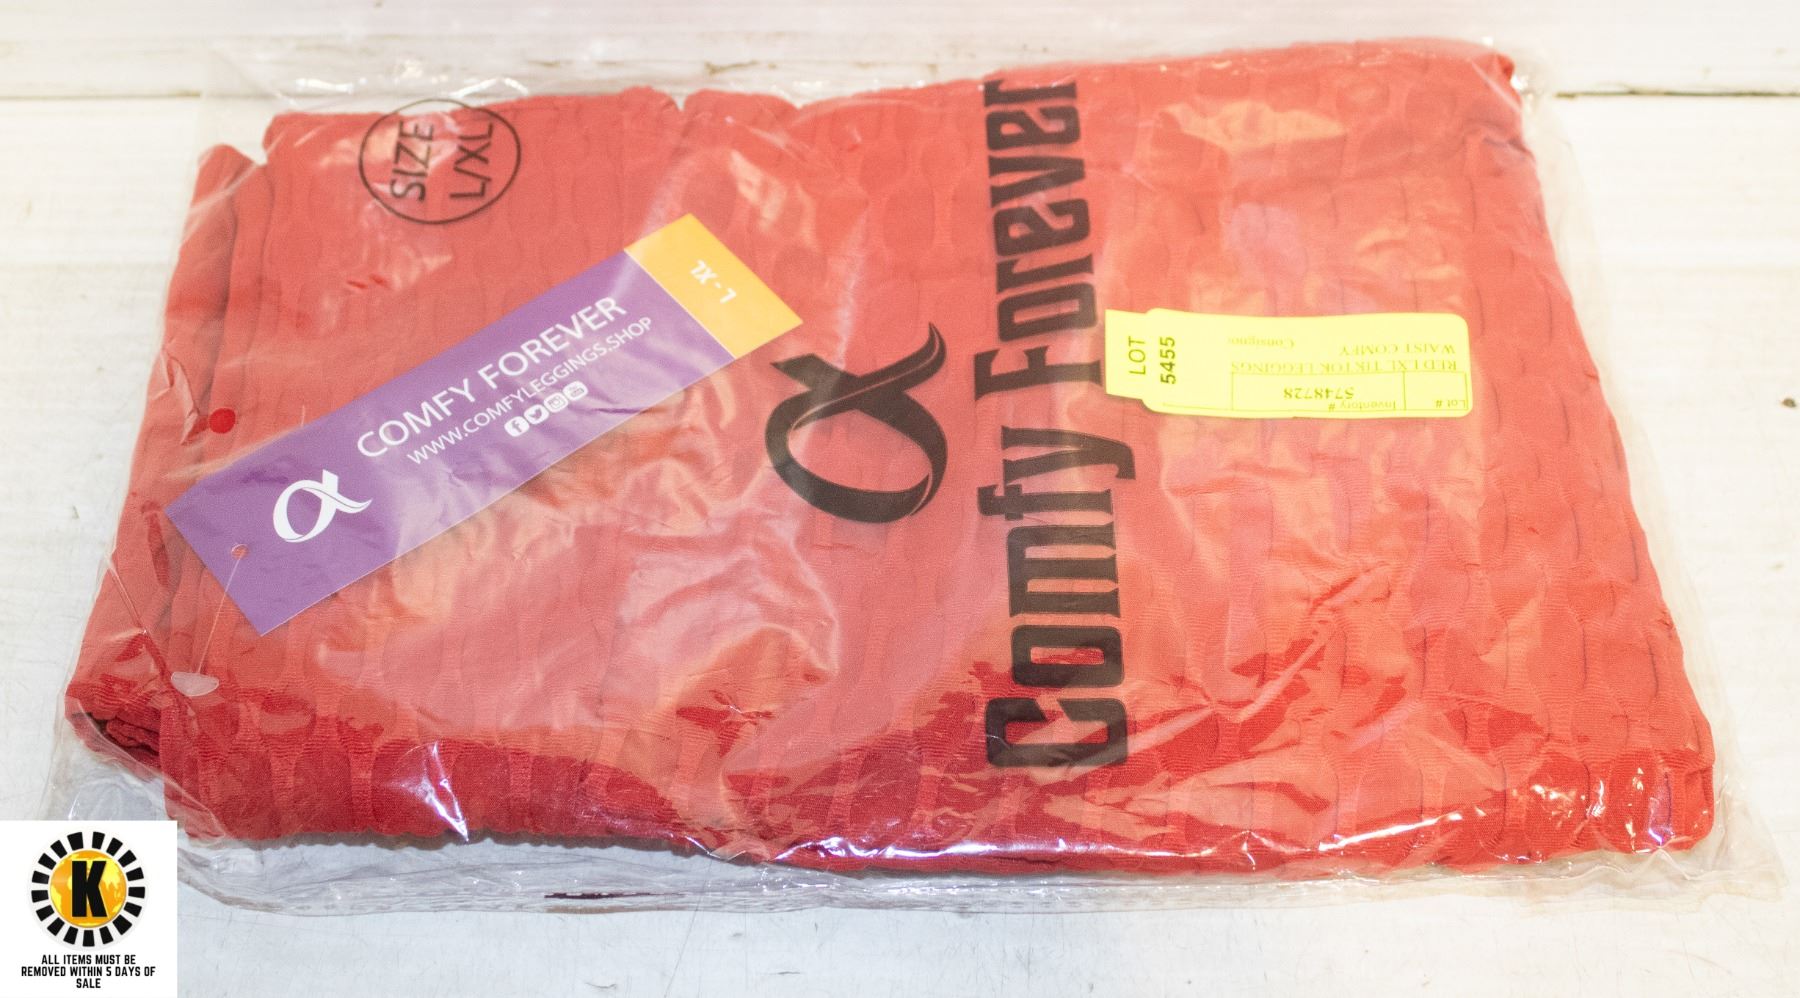 SIZE
L/XL
L - XL
COMFY FOREVER
WWW.COMFYLEGGINGS.SHOP
α
Comfy Forever
LOT
5455
Lot # Inventory#
5748728
RED LXL TIKTOK LEGGINGS
WAIST COMFY
Consignor
K
ALL ITEMS MUST BE
REMOVED WITHIN 5 DAYS OF
SALE